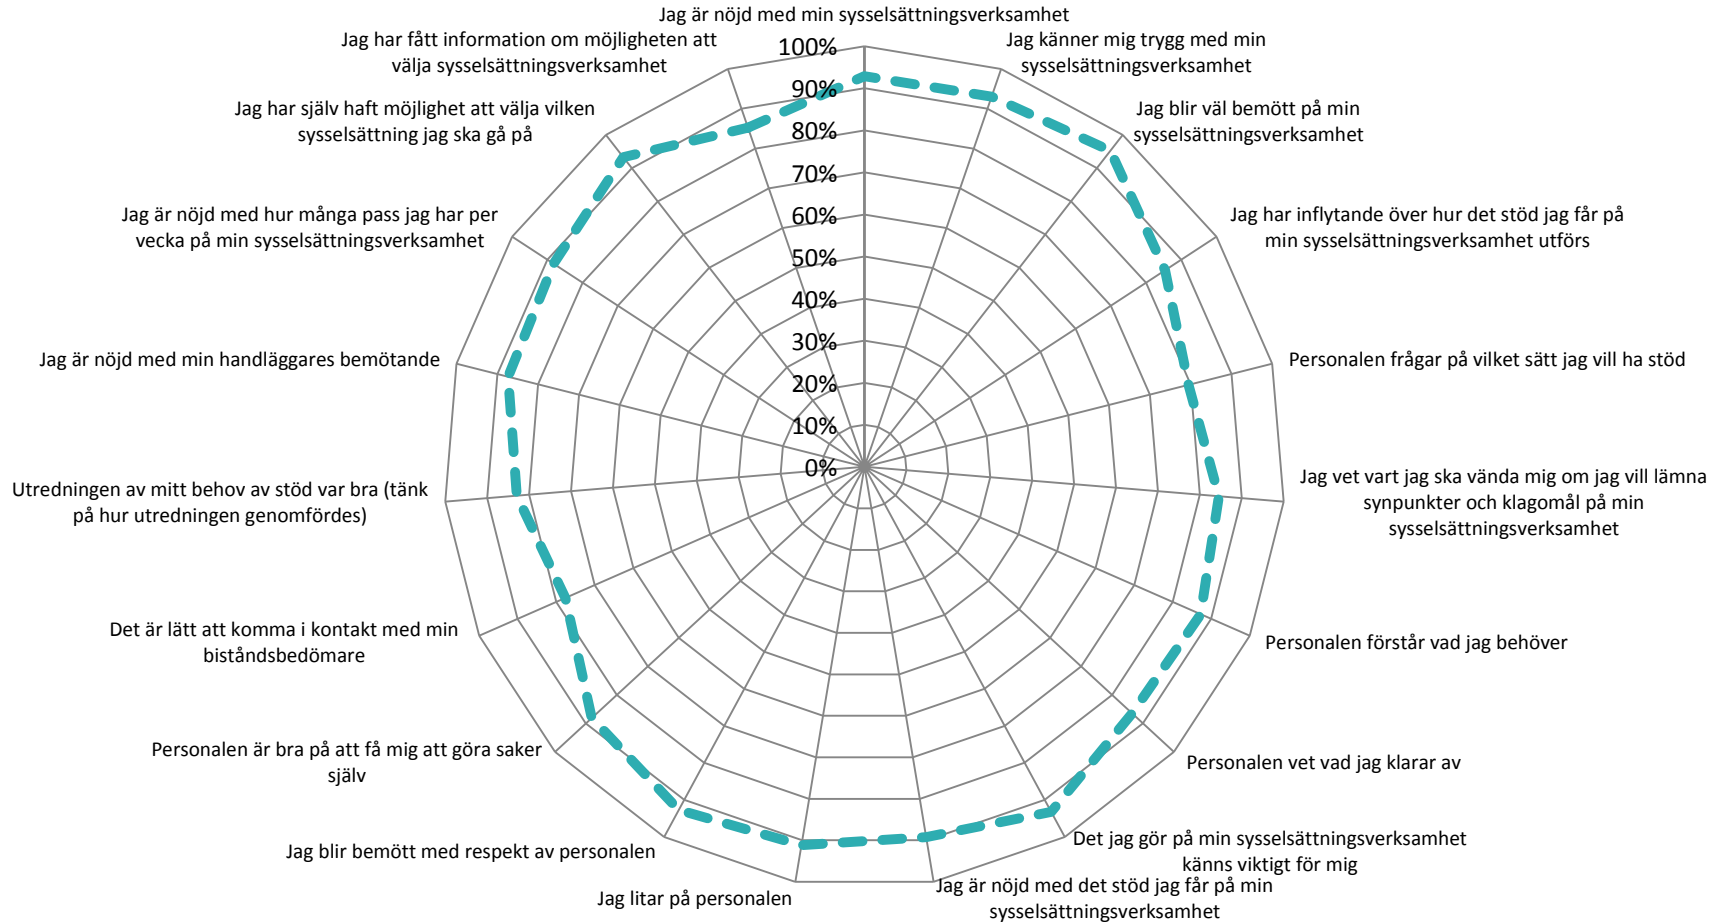 Jag är nöjd med min sysselsättningsverksamhet
Jag känner mig trygg med min
sysselsättningsverksamhet
Jag blir väl bemött på min
sysselsättningsverksamhet
Jag har inflytande över hur det stöd jag får på
min sysselsättningsverksamhet utförs
Personalen frågar på vilket sätt jag vill ha stöd
Jag vet vart jag ska vända mig om jag vill lämna
synpunkter och klagomål på min
sysselsättningsverksamhet
Personalen förstår vad jag behöver
Personalen vet vad jag klarar av
Det jag gör på min sysselsättningsverksamhet
känns viktigt för mig
Jag är nöjd med det stöd jag får på min
sysselsättningsverksamhet
Jag litar på personalen
Jag blir bemött med respekt av personalen
Personalen är bra på att få mig att göra saker
själv
Det är lätt att komma i kontakt med min
biståndsbedömare
Utredningen av mitt behov av stöd var bra (tänk
på hur utredningen genomfördes)
Jag är nöjd med min handläggares bemötande
Jag är nöjd med hur många pass jag har per
vecka på min sysselsättningsverksamhet
Jag har själv haft möjlighet att välja vilken
sysselsättning jag ska gå på
Jag har fått information om möjligheten att
välja sysselsättningsverksamhet
100%
90%
80%
70%
60%
50%
40%
30%
20%
10%
0%